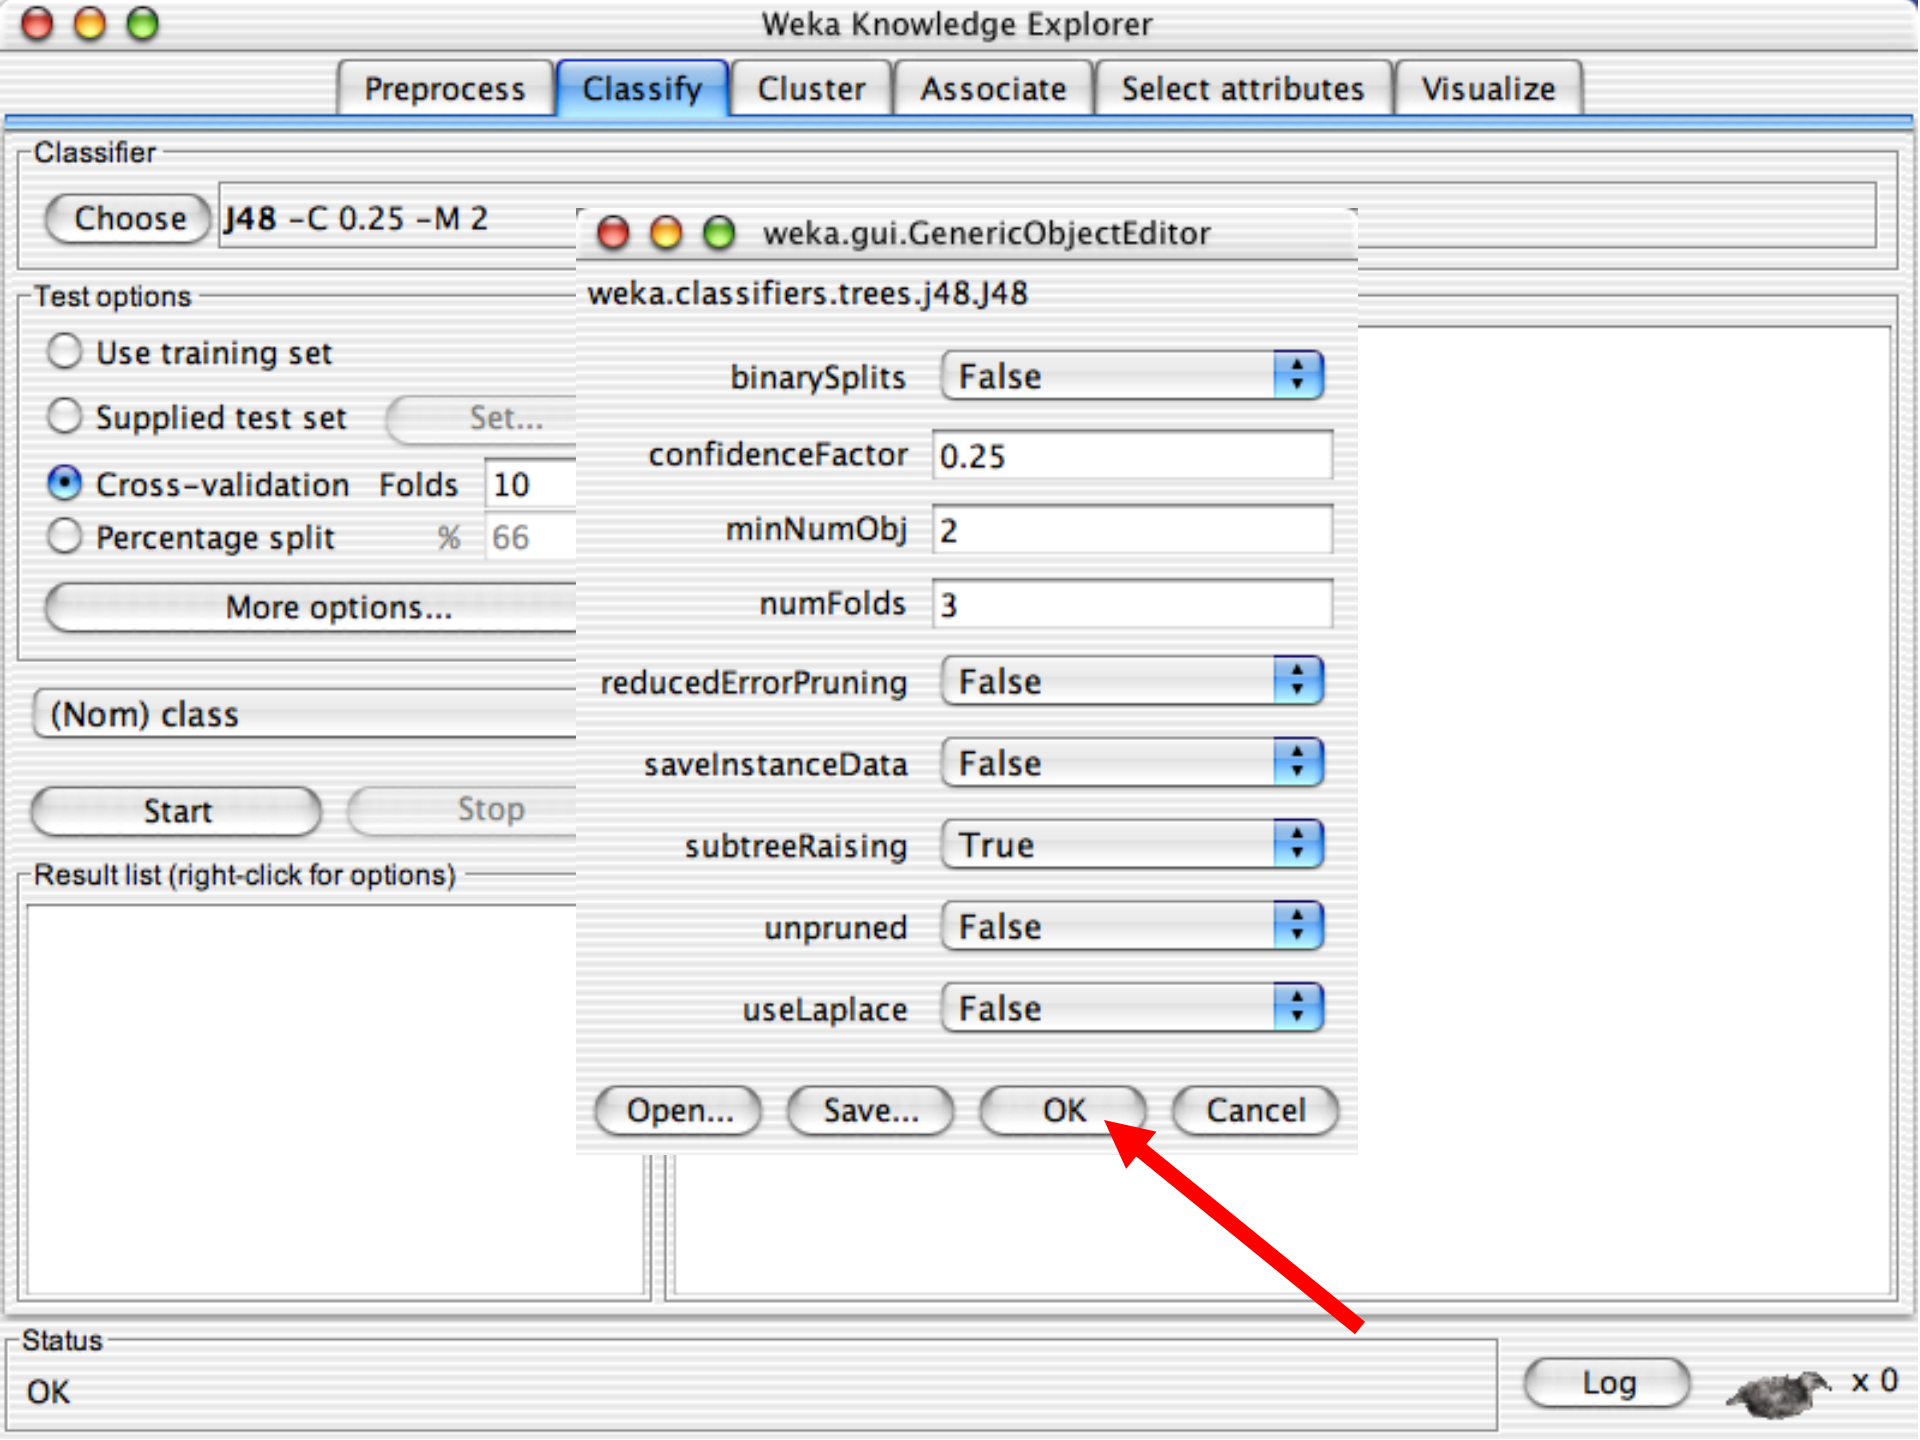 Weka Knowledge Explorer
Preprocess Classify Cluster Associate Select attributes Visualize
Classifier
Choose J48 -C 0.25 -M 2
Test options
Use training set
Supplied test set Set...
Cross-validation Folds 10
Percentage split % 66
More options...
(Nom) class
Start Stop
Result list (right-click for options)
weka.gui.GenericObjectEditor
weka.classifiers.trees.j48.J48
binarySplits False
confidenceFactor 0.25
minNumObj 2
numFolds 3
reducedErrorPruning False
saveInstanceData False
subtreeRaising True
unpruned False
useLaplace False
Open... Save... OK Cancel
Status
OK
Log x 0